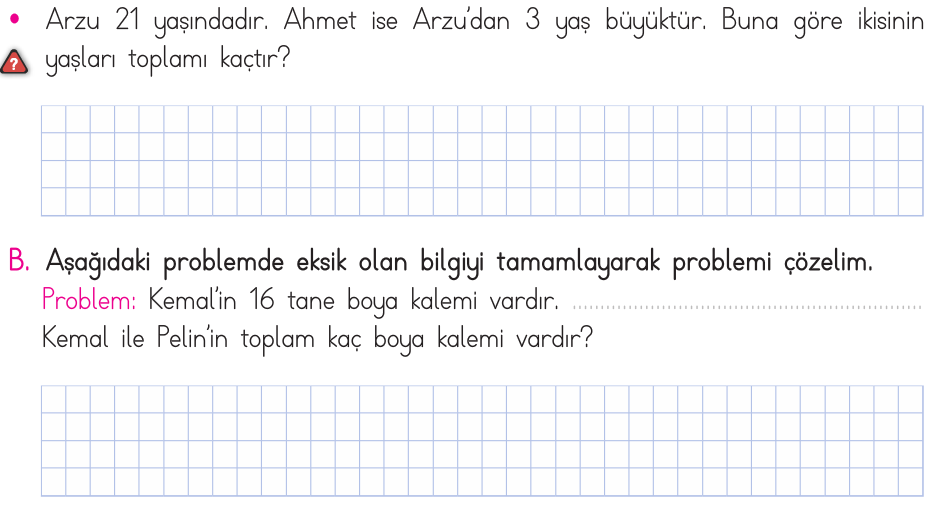 • Arzu 21 yaşındadır. Ahmet ise Arzu'dan 3 yaş büyüktür. Buna göre ikisinin
? yaşları toplamı kaçtır?
B. Aşağıdaki problemde eksik olan bilgiyi tamamlayarak problemi çözelim.
Problem: Kemal'in 16 tane boya kalemi vardır. ..........................................................
Kemal ile Pelin'in toplam kaç boya kalemi vardır?